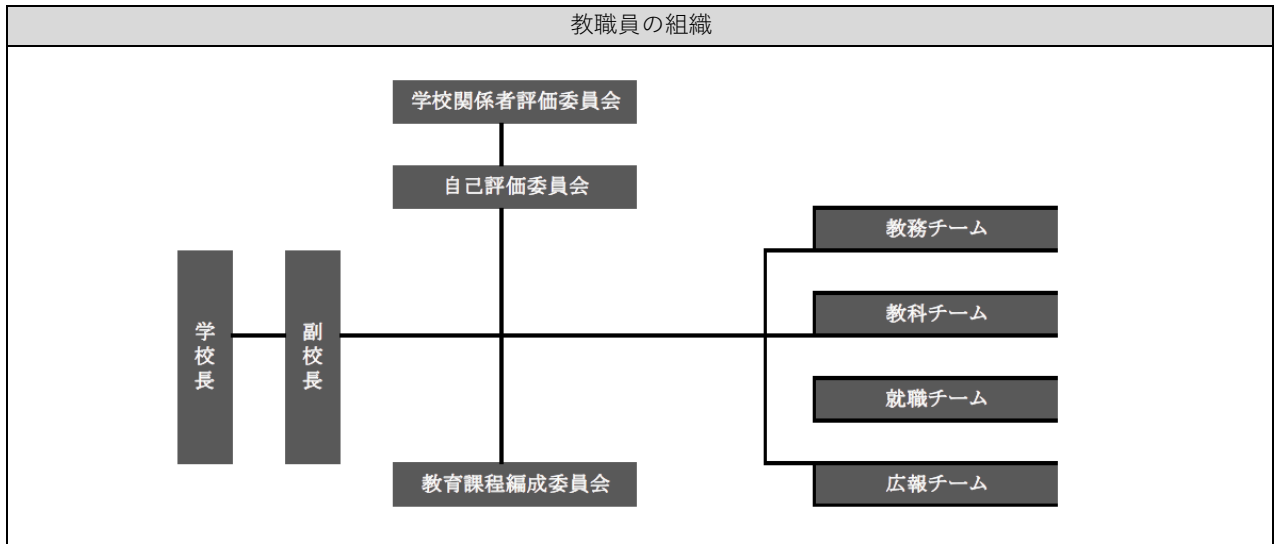 教職員の組織
学校関係者評価委員会
自己評価委員会
学校長
副校長
教務チーム
教科チーム
就職チーム
広報チーム
教育課程編成委員会